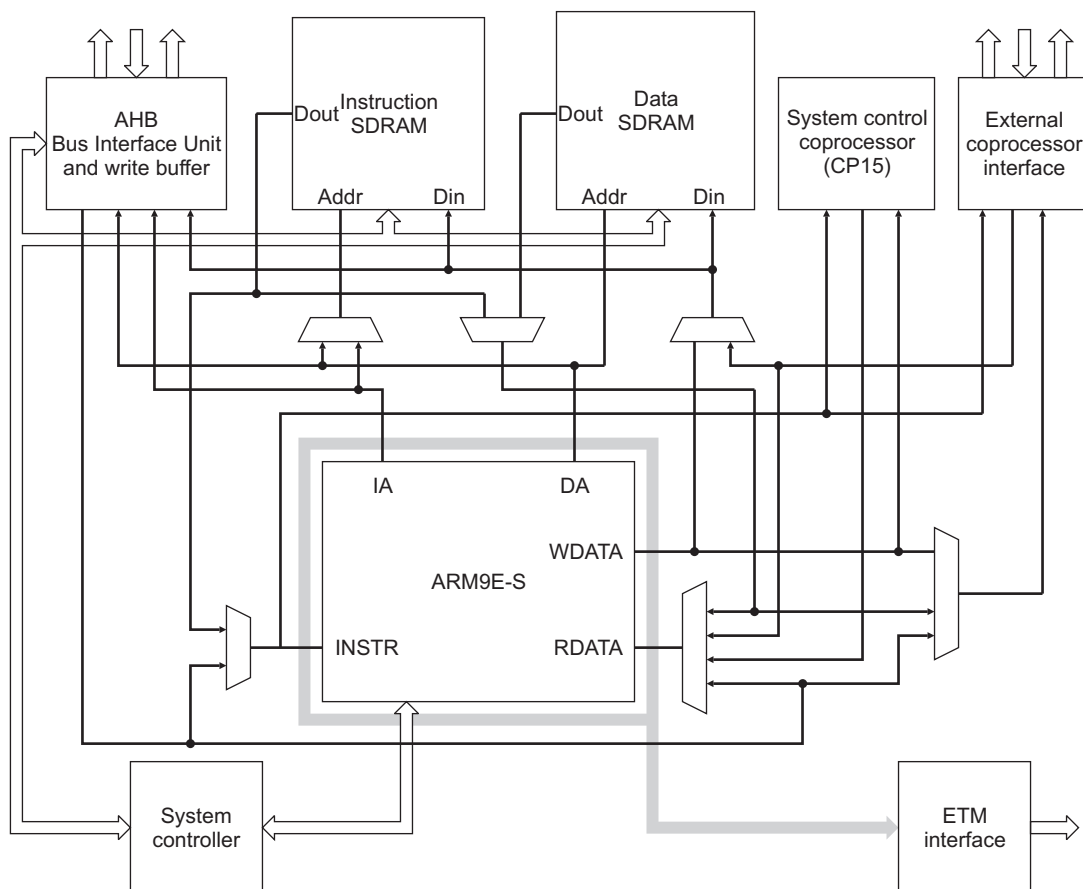 AHB
Bus Interface Unit
and write buffer
Dout
Instruction
SDRAM
Addr
Din
Dout
Data
SDRAM
Addr
Din
System control
coprocessor
(CP15)
External
coprocessor
interface
IA
DA
WDATA
ARM9E-S
INSTR
RDATA
System
controller
ETM
interface